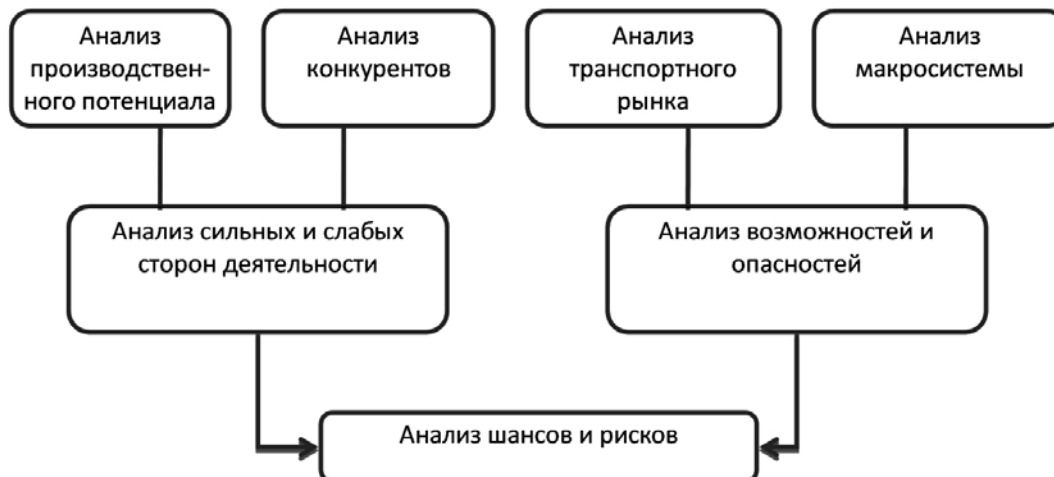 Анализ
производствен-
ного потенциала
Анализ
конкурентов
Анализ
транспортного
рынка
Анализ
макросистемы
Анализ сильных и слабых
сторон деятельности
Анализ возможностей и
опасностей
Анализ шансов и рисков